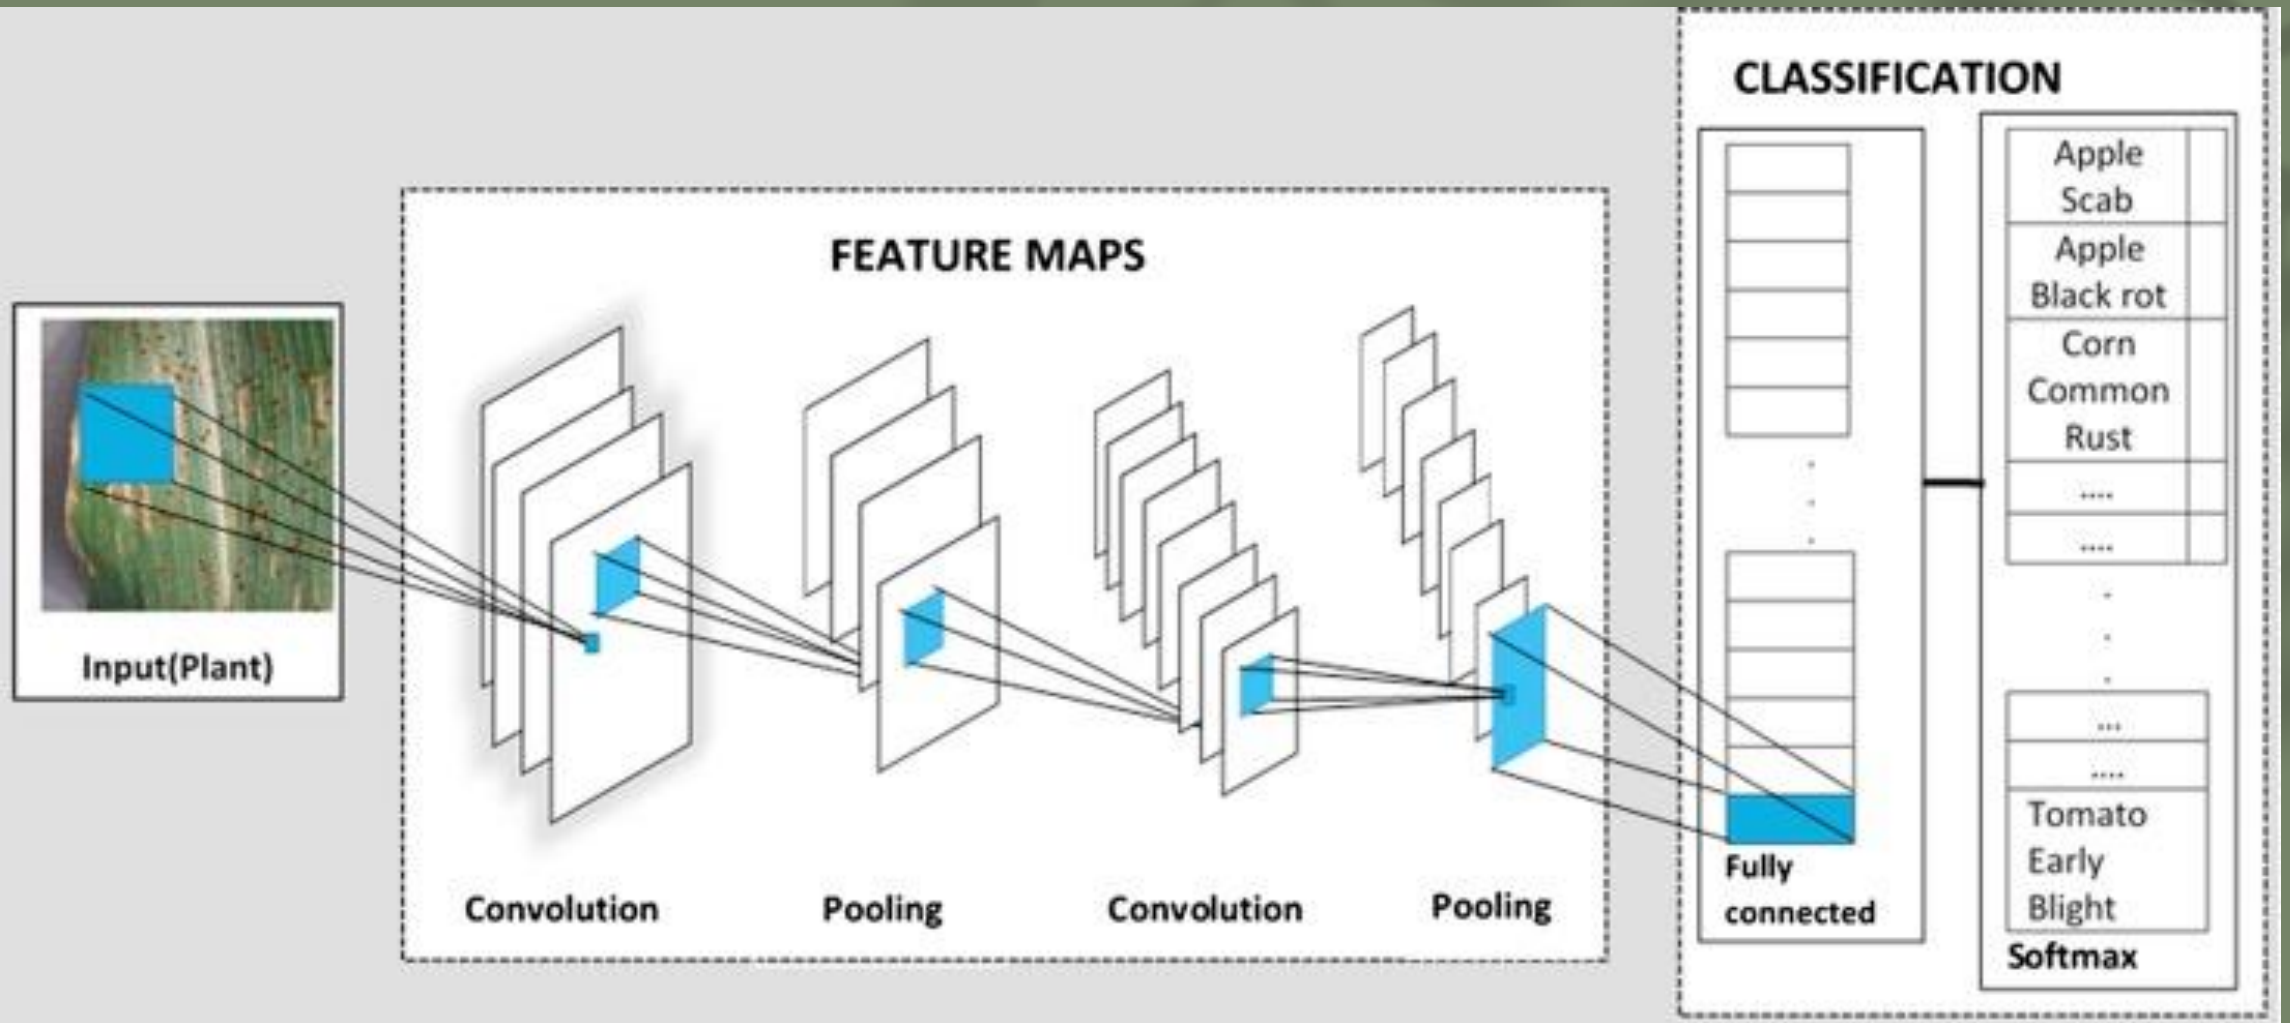 Input(Plant)
FEATURE MAPS
Convolution
Pooling
Convolution
Pooling
CLASSIFICATION
Fully
connected
Apple
Scab
Apple
Black rot
Corn
Common
Rust
....
....
...
....
Tomato
Early
Blight
Softmax